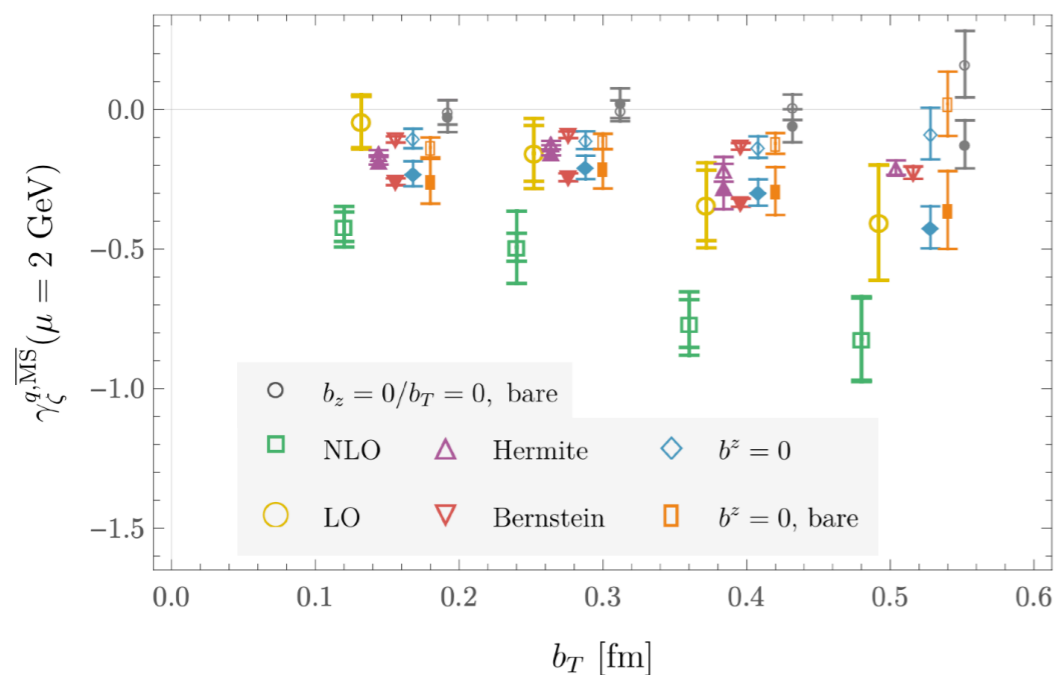 0.0
−0.5
−1.0
−1.5
γ_ζ^{q,\overline{MS}}(μ = 2 GeV)
b_z = 0/b_T = 0, bare
NLO Hermite b^z = 0
LO Bernstein b^z = 0, bare
0.0 0.1 0.2 0.3 0.4 0.5 0.6
b_T [fm]